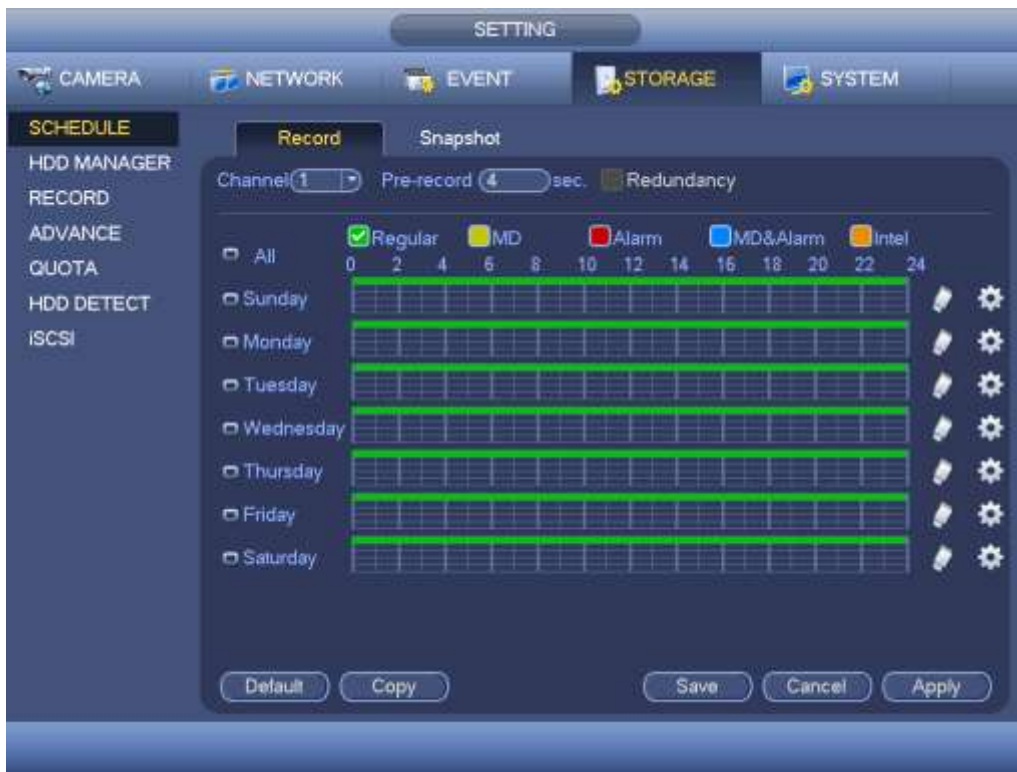 SETTING
CAMERA NETWORK EVENT STORAGE SYSTEM
SCHEDULE
HDD MANAGER
RECORD
ADVANCE
QUOTA
HDD DETECT
iSCSI
Record Snapshot
Channel 1 Pre-record 4 sec. Redundancy
All Regular MD Alarm MD&Alarm Intel
0 2 4 6 8 10 12 14 16 18 20 22 24
Sunday
Monday
Tuesday
Wednesday
Thursday
Friday
Saturday
Default Copy Save Cancel Apply